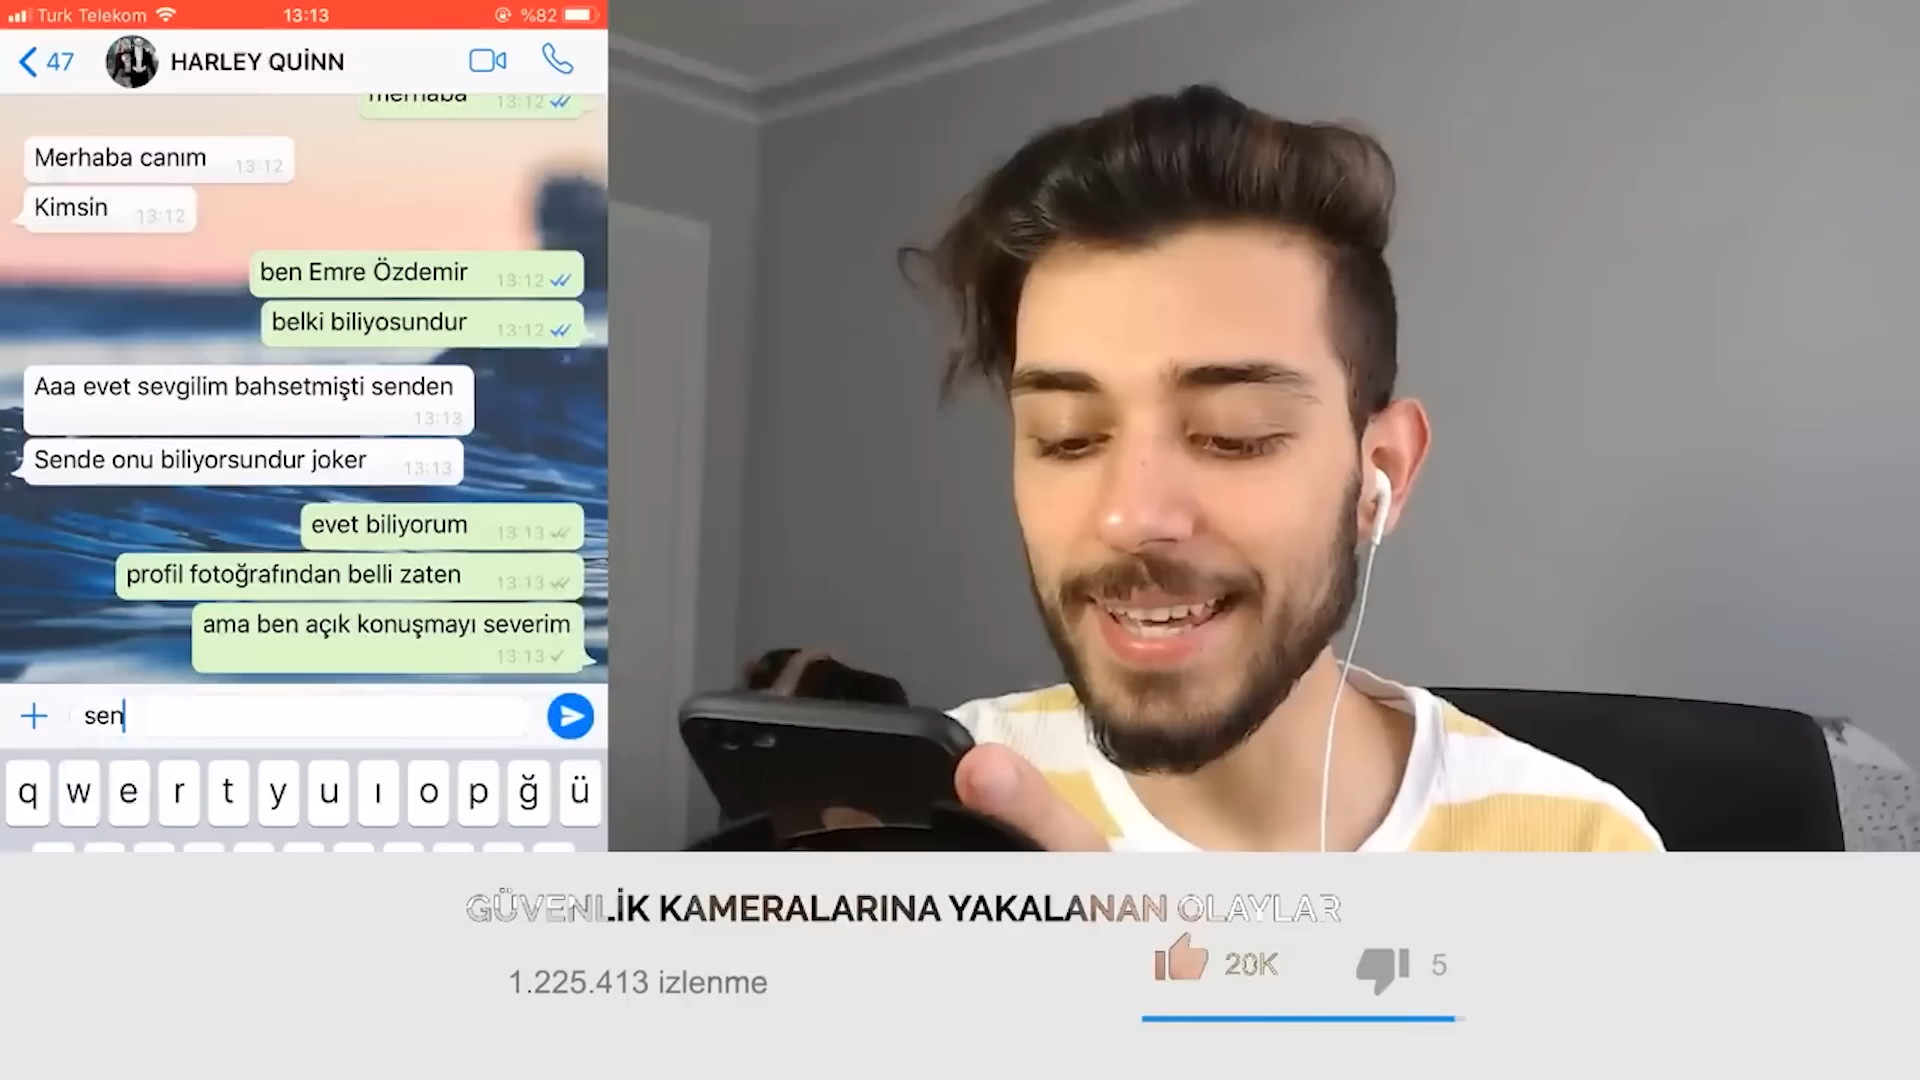 Turk Telekom 13:13 %82
47 HARLEY QUİNN
merhaba 13:12
Merhaba canım 13:12
Kimsin 13:12
ben Emre Özdemir 13:12
belki biliyosundur 13:12
Aaa evet sevgilim bahsetmişti senden
13:13
Sende onu biliyorsundur joker 13:13
evet biliyorum 13:13
profil fotoğrafından belli zaten 13:13
ama ben açık konuşmayı severim
13:13
sen
q w e r t y u ı o p ğ ü
GÜVENLİK KAMERALARINA YAKALANAN OLAYLAR
1.225.413 izlenme
20K 5